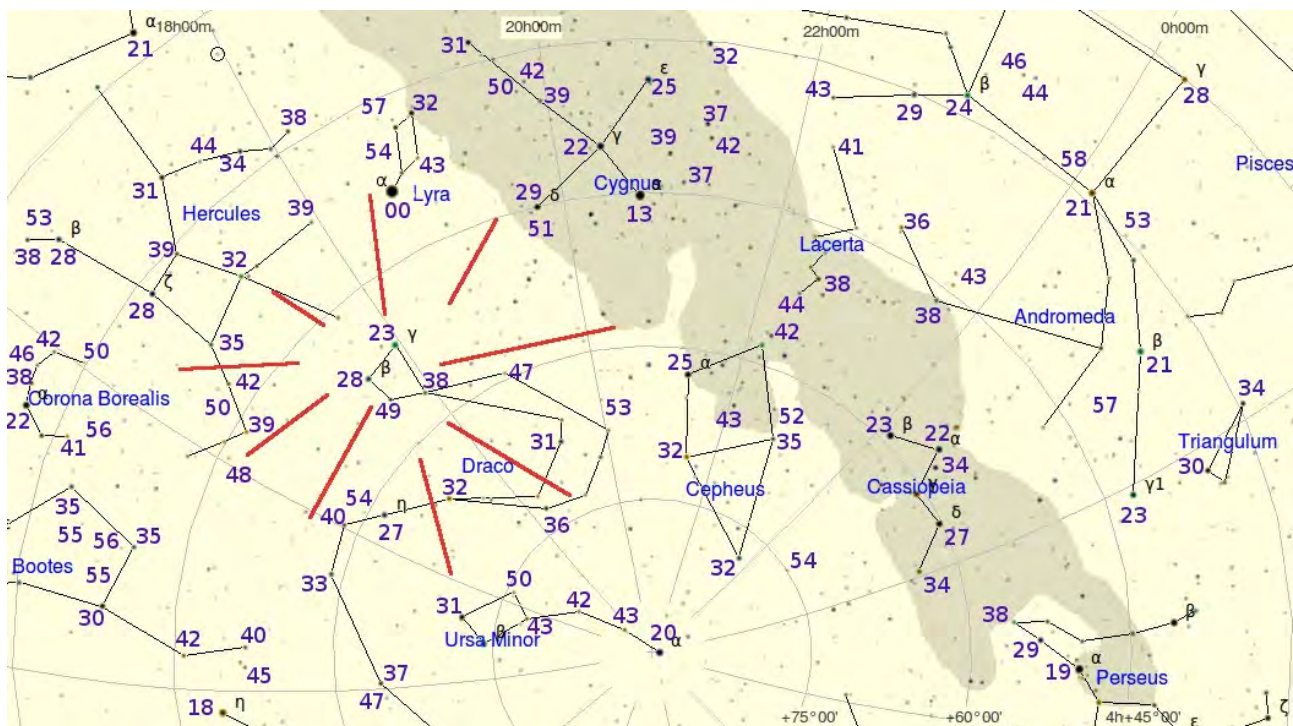 18h00m 20h00m 22h00m 0h00m
α 21 31 ε 32 46 γ
42 25 44 28
50 39 43 29 β 24
57 32 37
38 γ 39 42 41 58 Pisces
44 34 54 43 22 37
31 α Lyra 29 δ Cygnus α α
00 51 13 21
Hercules 39 36 53
53 β Lacerta
38 28 39 32 43
ζ 38
28 44 38 Andromeda
23 γ 42 β
35 β 25 α 21
46 42 50 28 38 47
38 α 42 49 34
Corona Borealis 57
22 50 53 43 52 23 β 22 α
41 56 39 31 35 34 Triangulum
48 Draco 32 30
35 54 32 Cepheus Cassiopeia γ γ1
40 η 27 36 δ 23
55 56 35 27
Bootes 32 54
55 33 50 34
30 31 42 38 β
42 40 Ursa Minor β 43 43 20 α 29
45 37 19 α Perseus
18 η 47 +75°00' +60°00' 4h+45°00' ε ζ